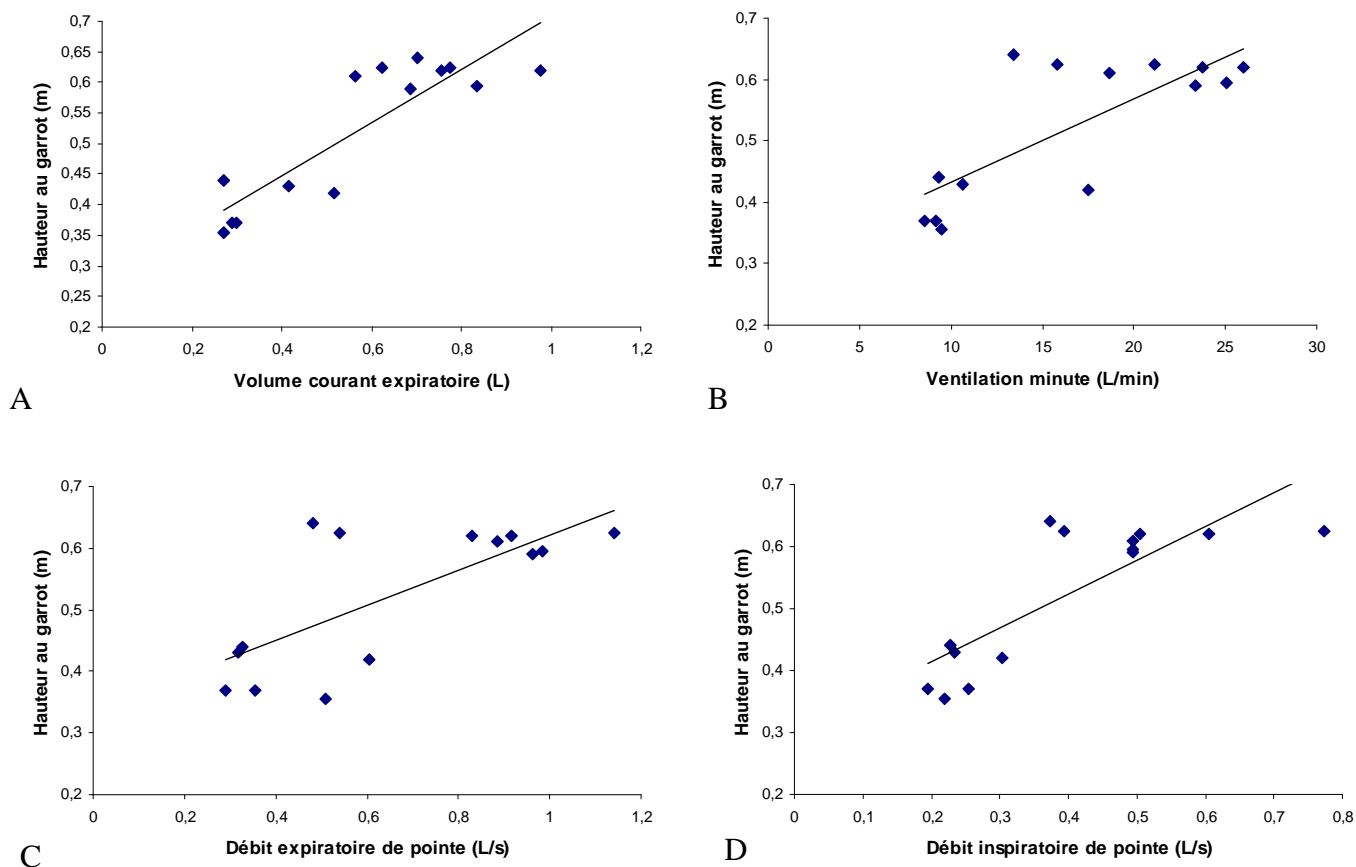 0,7
0,65
0,6
0,55
0,5
0,45
0,4
0,35
0,3
0,25
0,2
Hauteur au garrot (m)
0 0,2 0,4 0,6 0,8 1 1,2
Volume courant expiratoire (L)
A
0,7
0,6
0,5
0,4
0,3
0,2
Hauteur au garrot (m)
0 5 10 15 20 25 30
Ventilation minute (L/min)
B
0,7
0,6
0,5
0,4
0,3
0,2
Hauteur au garrot (m)
0 0,2 0,4 0,6 0,8 1 1,2
Débit expiratoire de pointe (L/s)
C
0,7
0,6
0,5
0,4
0,3
0,2
Hauteur au garrot (m)
0 0,1 0,2 0,3 0,4 0,5 0,6 0,7 0,8
Débit inspiratoire de pointe (L/s)
D